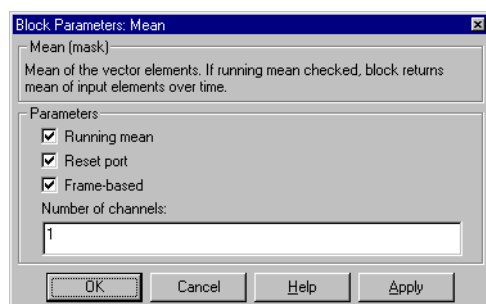 Block Parameters: Mean
Mean (mask)
Mean of the vector elements. If running mean checked, block returns
mean of input elements over time.
Parameters
Running mean
Reset port
Frame-based
Number of channels:
1
OK Cancel Help Apply